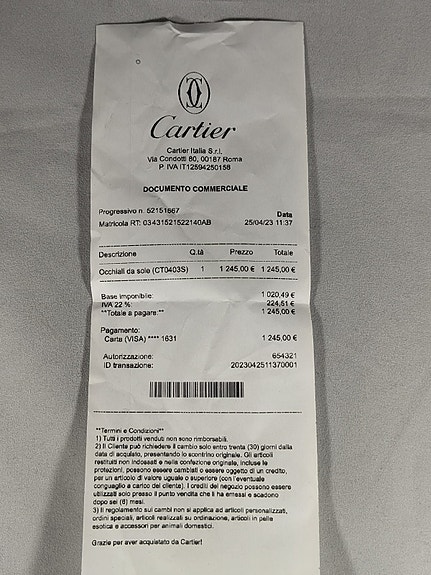 Cartier
Cartier Italia S.r.l.
Via Condotti 60, 00187 Roma
P. IVA IT12594250158
DOCUMENTO COMMERCIALE
Progressivo n. 52151667
Data
Matricola RT: 03431521522140AB 25/04/23 11:37
Descrizione Q.tà Prezzo Totale
Occhiali da sole (CT0403S) 1 1 245,00 € 1 245,00 €
Base imponibile: 1 020,49 €
IVA 22 %: 224,51 €
**Totale a pagare: 1 245,00 €
Pagamento:
Carta (VISA) **** 1631 1 245,00 €
Autorizzazione: 654321
ID transazione: 2023042511370001
**Termini e Condizioni**
1) Tutti i prodotti venduti non sono rimborsabili.
2) Il Cliente può richiedere il cambio solo entro trenta (30) giorni dalla
data di acquisto, presentando lo scontrino originale. Gli articoli
restituiti non indossati e nella confezione originale, incluse le
protezioni, possono essere cambiati o essere oggetto di un credito,
per un articolo di valore uguale o superiore (con l'eventuale
conguaglio a carico del cliente). I crediti del negozio possono essere
utilizzati solo presso il punto vendita che li ha emessi e scadono
dopo sei (6) mesi.
3) Il regolamento sui cambi non si applica ad articoli personalizzati,
ordini speciali, articoli realizzati su ordinazione, articoli in pelle
esotica e accessori per animali domestici.
Grazie per aver acquistato da Cartier!